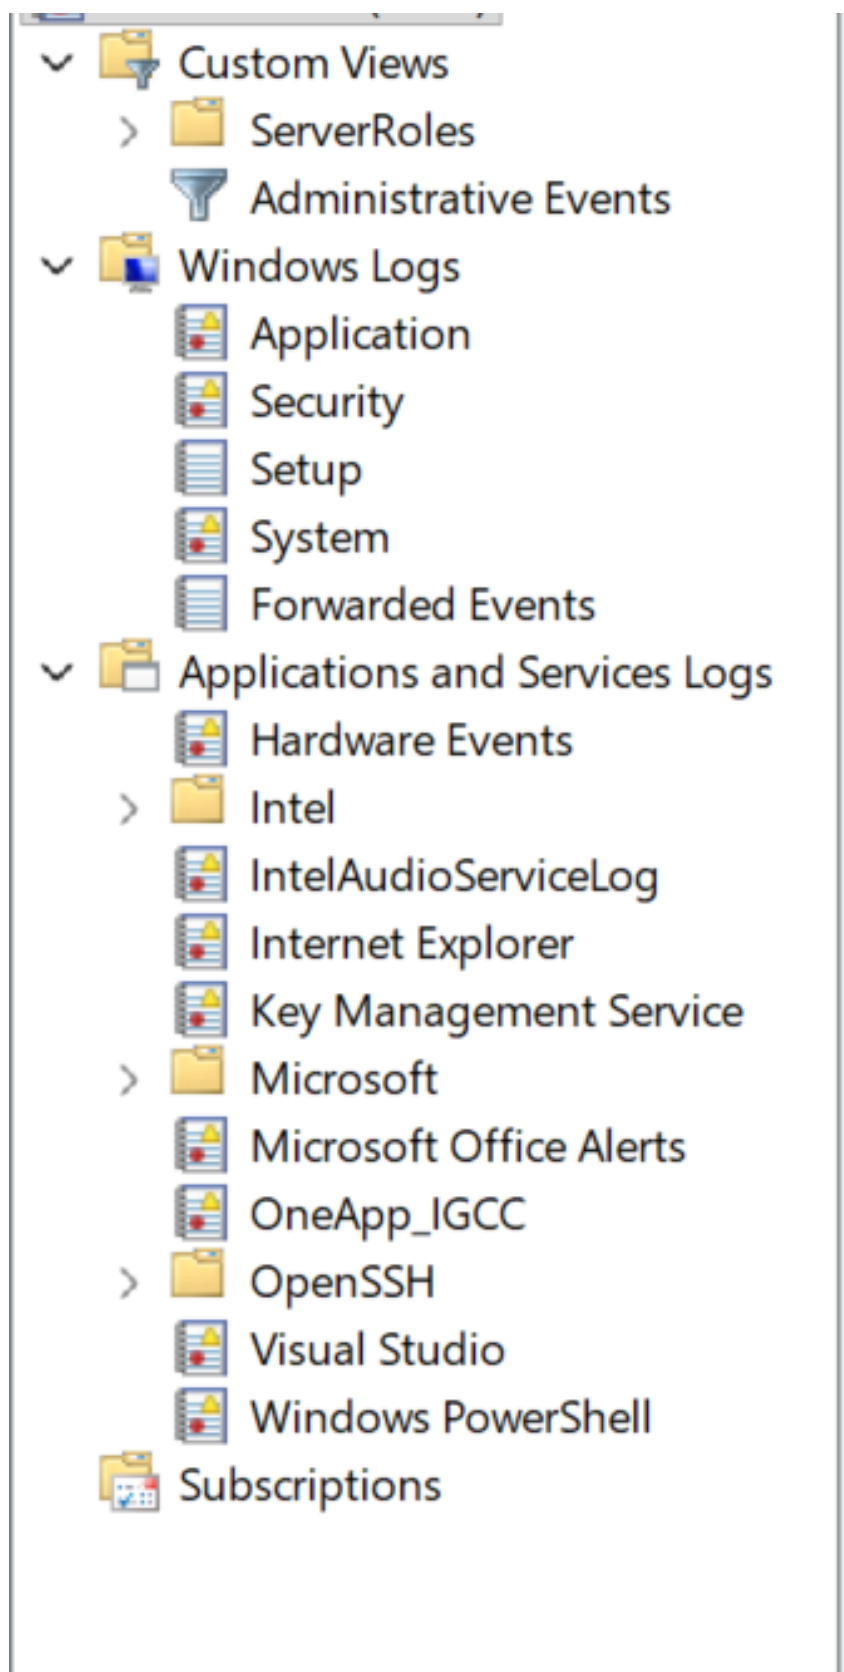 Custom Views
ServerRoles
Administrative Events
Windows Logs
Application
Security
Setup
System
Forwarded Events
Applications and Services Logs
Hardware Events
Intel
IntelAudioServiceLog
Internet Explorer
Key Management Service
Microsoft
Microsoft Office Alerts
OneApp_IGCC
OpenSSH
Visual Studio
Windows PowerShell
Subscriptions